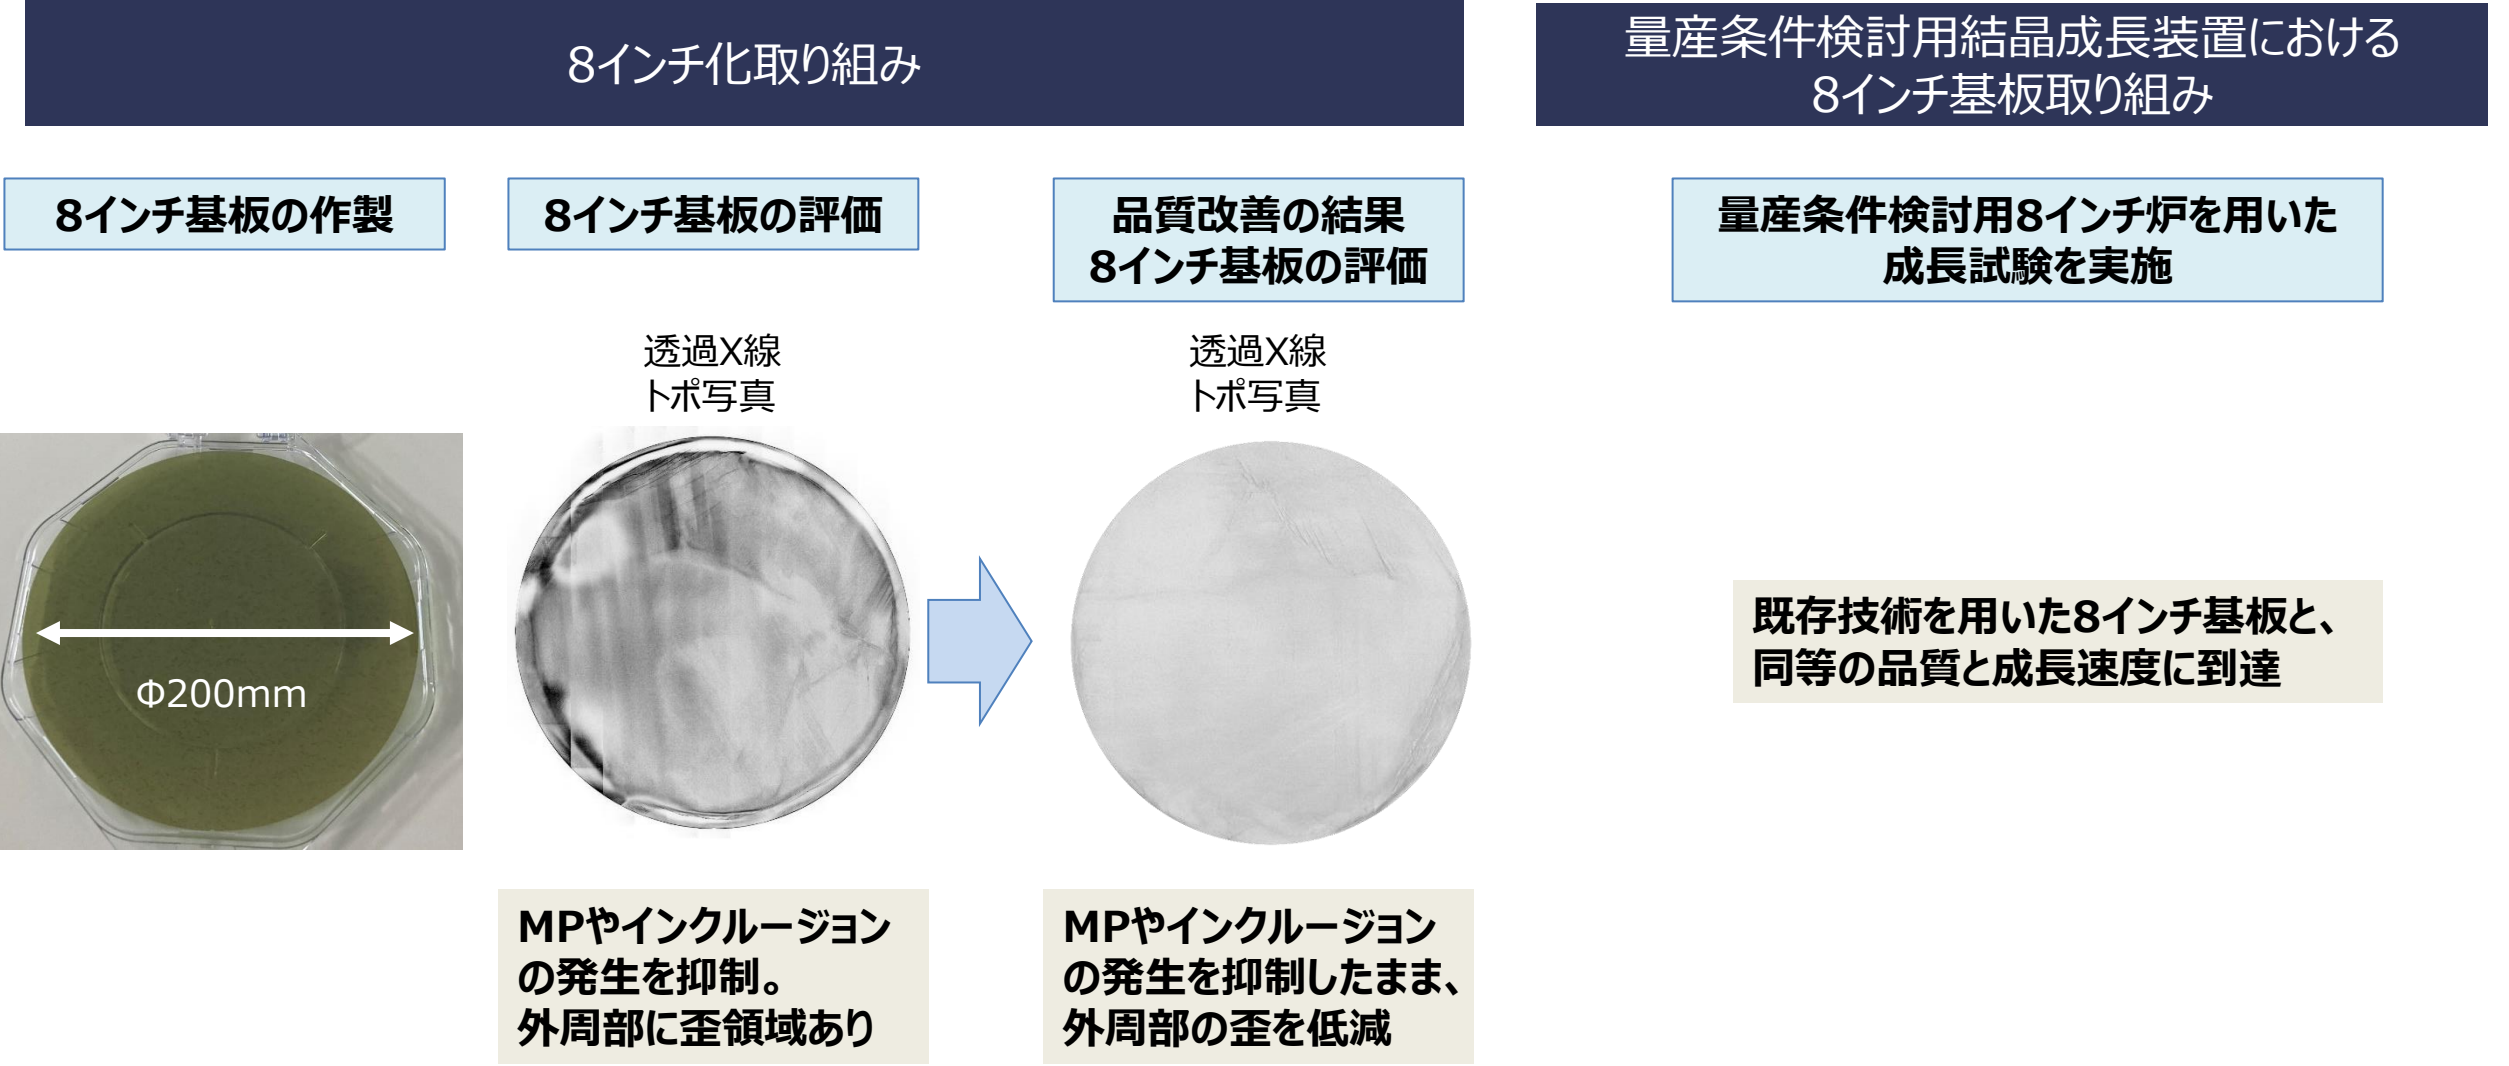 8インチ化取り組み
量産条件検討用結晶成長装置における
8インチ基板取り組み
8インチ基板の作製
8インチ基板の評価
品質改善の結果
8インチ基板の評価
量産条件検討用8インチ炉を用いた
成長試験を実施
透過X線
トポ写真
透過X線
トポ写真
Φ200mm
既存技術を用いた8インチ基板と、
同等の品質と成長速度に到達
MPやインクルージョン
の発生を抑制。
外周部に歪領域あり
MPやインクルージョン
の発生を抑制したまま、
外周部の歪を低減